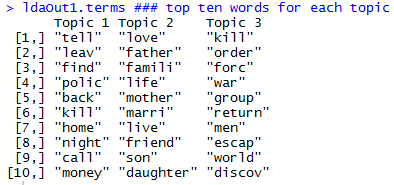 > ldaOut1.terms ### top ten words for each topic
      Topic 1 Topic 2    Topic 3
 [1,] "tell"  "love"     "kill"
 [2,] "leav"  "father"   "order"
 [3,] "find"  "famili"   "forc"
 [4,] "polic" "life"     "war"
 [5,] "back"  "mother"   "group"
 [6,] "kill"  "marri"    "return"
 [7,] "home"  "live"     "men"
 [8,] "night" "friend"   "escap"
 [9,] "call"  "son"      "world"
[10,] "money" "daughter" "discov"